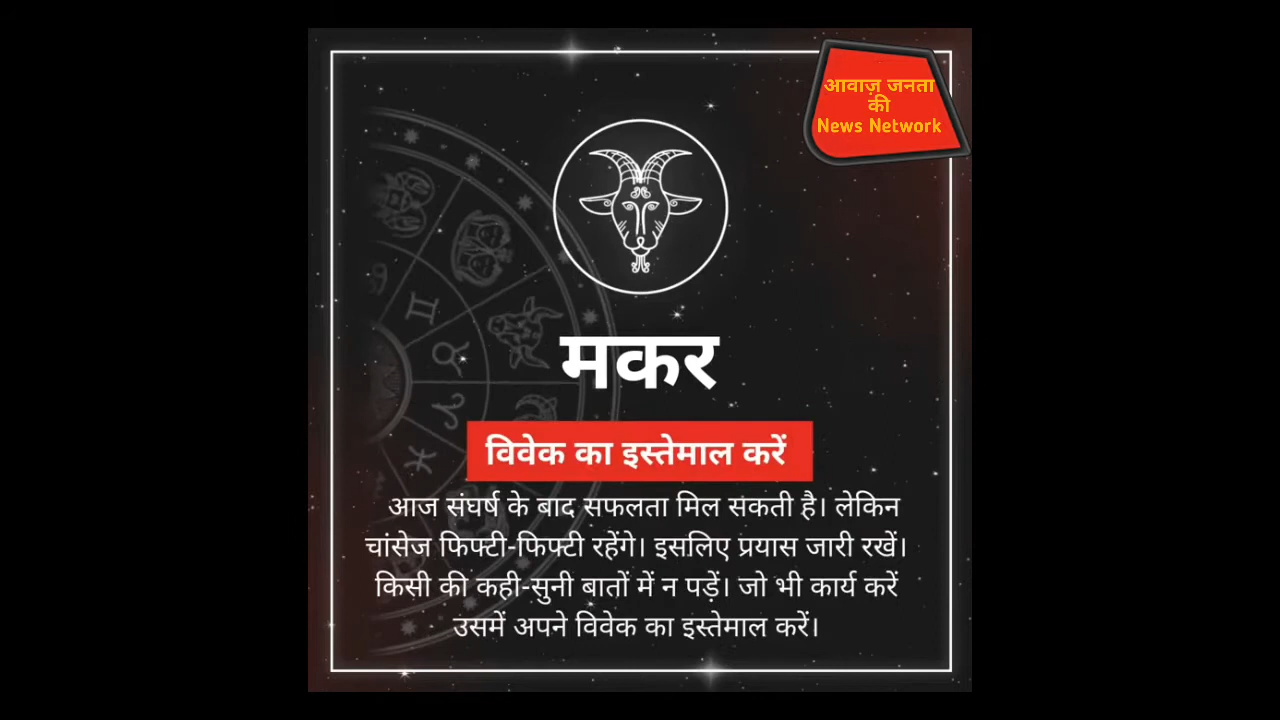 आवाज़ जनता
की
News Network
मकर
विवेक का इस्तेमाल करें
आज संघर्ष के बाद सफलता मिल सकती है। लेकिन
चांसेज फिफ्टी-फिफ्टी रहेंगे। इसलिए प्रयास जारी रखें।
किसी की कही-सुनी बातों में न पड़ें। जो भी कार्य करें
उसमें अपने विवेक का इस्तेमाल करें।